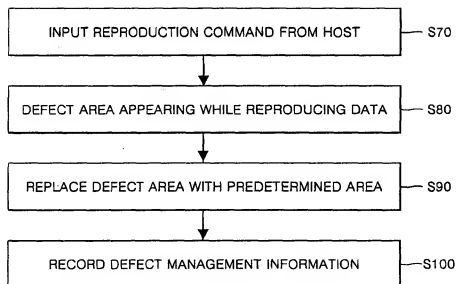 INPUT REPRODUCTION COMMAND FROM HOST S70
DEFECT AREA APPEARING WHILE REPRODUCING DATA S80
REPLACE DEFECT AREA WITH PREDETERMINED AREA S90
RECORD DEFECT MANAGEMENT INFORMATION S100